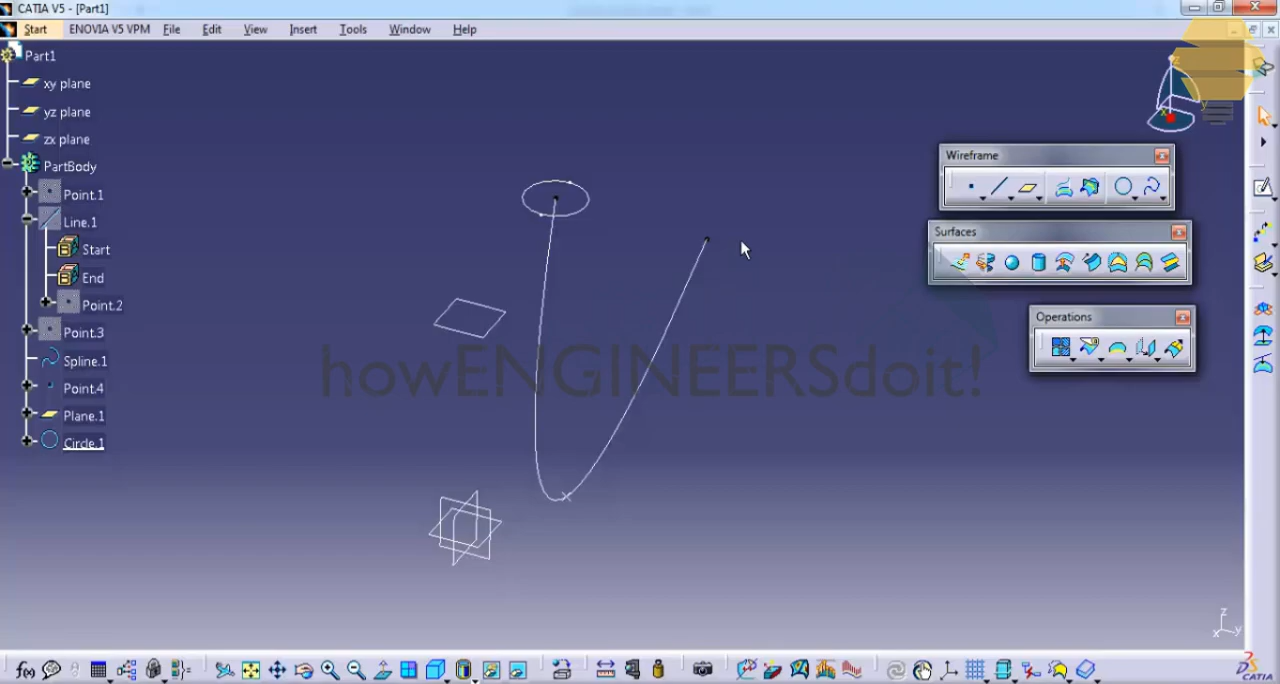 CATIA V5 - [Part1]
Start ENOVIA V5 VPM File Edit View Insert Tools Window Help
Part1
xy plane
yz plane
zx plane
PartBody
Point.1
Line.1
Start
End
Point.2
Point.3
Spline.1
Point.4
Plane.1
Circle.1
z
y
x
Wireframe
Surfaces
Operations
howENGINEERSdoit!
z
x y
f(x)
CATIA